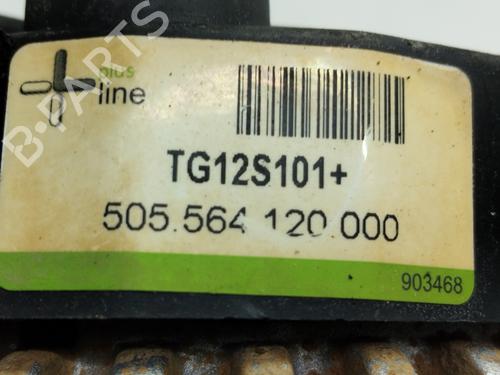 plus
line
TG12S101+
505.564.120.000
903468
B-PARTS